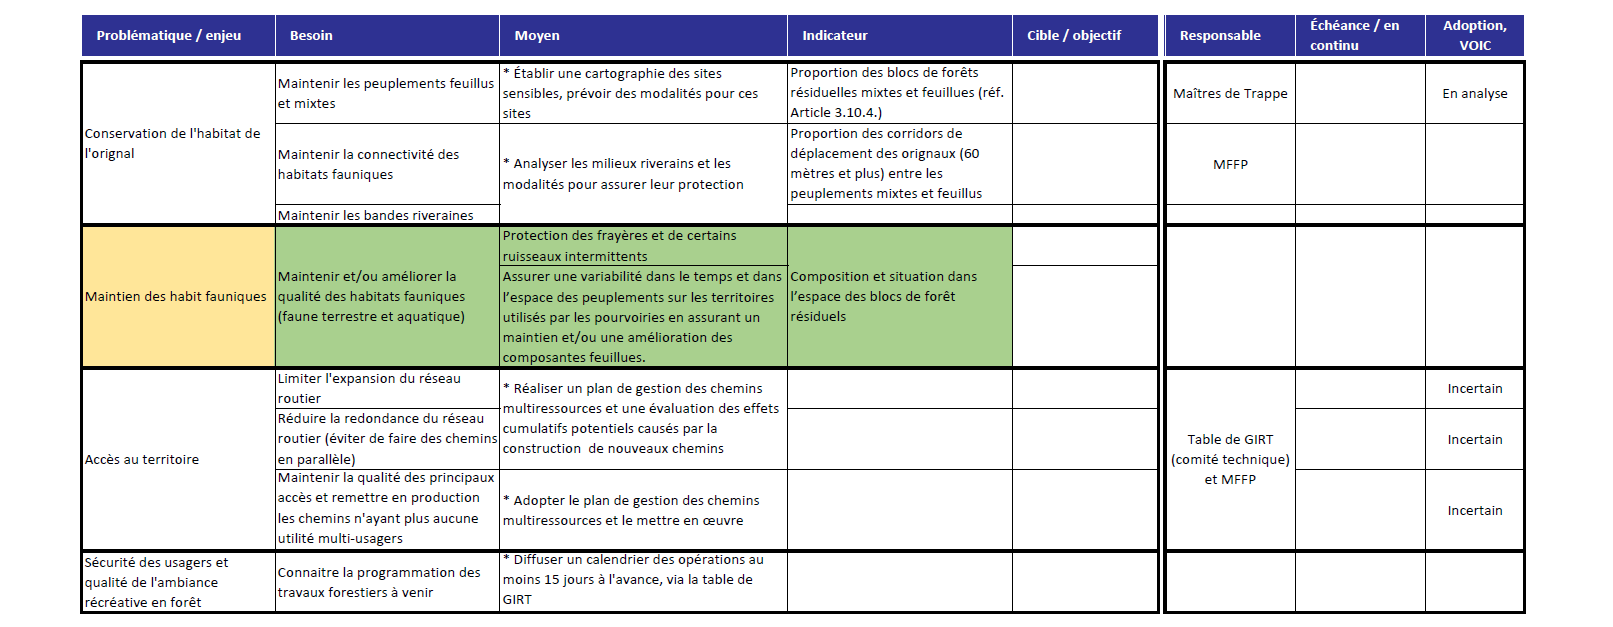 Problématique / enjeu
Besoin
Moyen
Indicateur
Cible / objectif
Responsable
Échéance / en
continu
Adoption,
VOIC
Conservation de l'habitat de
l'orignal
Maintenir les peuplements feuillus
et mixtes
* Établir une cartographie des sites
sensibles, prévoir des modalités pour ces
sites
Proportion des blocs de forêts
résiduelles mixtes et feuillues (réf.
Article 3.10.4.)
Maîtres de Trappe
En analyse
Maintenir la connectivité des
habitats fauniques
* Analyser les milieux riverains et les
modalités pour assurer leur protection
Proportion des corridors de
déplacement des orignaux (60
mètres et plus) entre les
peuplements mixtes et feuillus
MFFP
Maintenir les bandes riveraines
Maintien des habit fauniques
Maintenir et/ou améliorer la
qualité des habitats fauniques
(faune terrestre et aquatique)
Protection des frayères et de certains
ruisseaux intermittents
Assurer une variabilité dans le temps et dans
l’espace des peuplements sur les territoires
utilisés par les pourvoiries en assurant un
maintien et/ou une amélioration des
composantes feuillues.
Composition et situation dans
l’espace des blocs de forêt
résiduels
Accès au territoire
Limiter l'expansion du réseau
routier
* Réaliser un plan de gestion des chemins
multiressources et une évaluation des effets
cumulatifs potentiels causés par la
construction  de nouveaux chemins
Table de GIRT
(comité technique)
et MFFP
Incertain
Réduire la redondance du réseau
routier (éviter de faire des chemins
en parallèle)
Incertain
Maintenir la qualité des principaux
accès et remettre en production
les chemins n'ayant plus aucune
utilité multi-usagers
* Adopter le plan de gestion des chemins
multiressources et le mettre en œuvre
Incertain
Sécurité des usagers et
qualité de l'ambiance
récréative en forêt
Connaitre la programmation des
travaux forestiers à venir
* Diffuser un calendrier des opérations au
moins 15 jours à l'avance, via la table de
GIRT